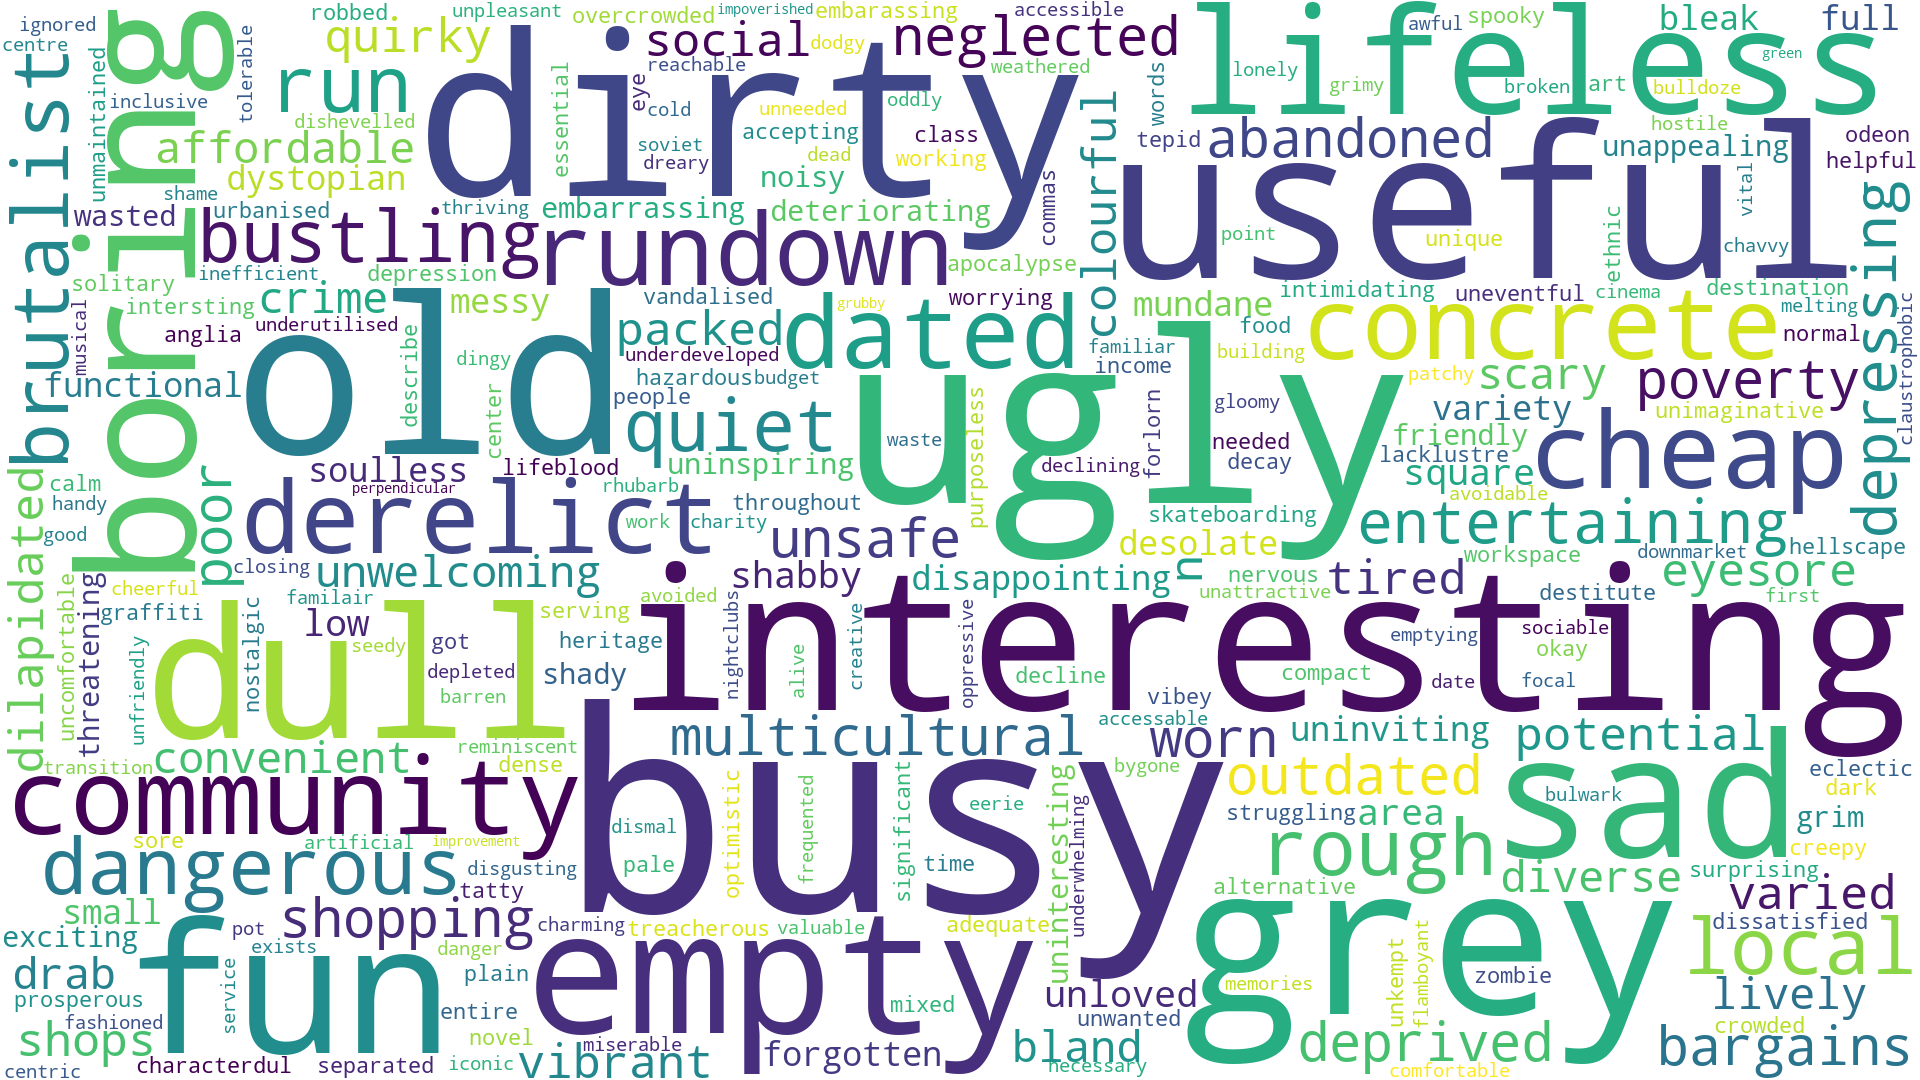 ignored
robbed
unpleasant
overcrowded
impoverished
embarassing
accessible
lifeless
awful
spooky
bleak
full
centre
quirky
social
dodgy
neglected
green
brutalist
boring
tolerable
run
dirty
eye
reachable
weathered
lonely
grimy
broken
art
bulldoze
unmaintained
inclusive
essential
cold
unneeded
oddly
words
dishevelled
accepting
class
colourful
tepid
abandoned
hostile
odeon
affordable
soviet
dreary
dead
working
unappealing
helpful
dystopian
noisy
useful
shame
wasted
urbanised
thriving
embarrassing
deteriorating
commas
vital
depressing
bustling
rundown
point
unique
chavvy
ethnic
solitary
inefficient
depression
apocalypse
intersting
crime
messy
vandalised
grubby
worrying
mundane
intimidating
uneventful
cinema
destination
melting
claustrophobic
musical
anglia
underutilised
old
packed
dated
food
concrete
normal
describe
dingy
underdeveloped
ugly
familiar
building
functional
hazardous
budget
income
patchy
scary
poverty
people
center
quiet
purposeless
gloomy
variety
unimaginative
cheap
waste
forlorn
needed
friendly
soulless
lifeblood
uninspiring
declining
decay
lacklustre
square
dillapidated
calm
poor
perpendicular
rhubarb
throughout
avoidable
handy
derelict
work
charity
skateboarding
entertaining
good
unsafe
desolate
hellscape
closing
unwelcoming
shabby
disappointing
n
nervous
workspace
downmarket
eyesore
threatening
cheerful
familair
avoided
unattractive
tired
destitute
first
uncomfortable
graffiti
low
serving
interesting
unfriendly
nostalgic
dull
seedy
got
heritage
nightclubs
alive
creative
oppressive
emptying
sociable
okay
depleted
shady
decline
compact
date
focal
barren
vibey
multicultural
accessable
worn
uninviting
potential
transition
convenient
reminiscent
dense
busy
bygone
outdated
sad
eclectic
community
optimistic
frequented
significant
eerie
uninteresting
underwhelming
struggling
area
bulwark
dark
grim
sore
artificial
improvement
dismal
creepy
dangerous
disgusting
pale
time
rough
diverse
surprising
tatty
alternative
varied
small
shopping
charming
treacherous
valuable
adequate
grey
dissatisfied
exciting
pot
exists
danger
local
drab
fun
plain
empty
unkempt
flamboyant
zombie
prosperous
service
mixed
unloved
memories
lively
fashioned
entire
unwanted
crowded
shops
novel
miserable
forgotten
bland
deprived
bargains
centric
characterdul
separated
iconic
vibrant
necessary
comfortable